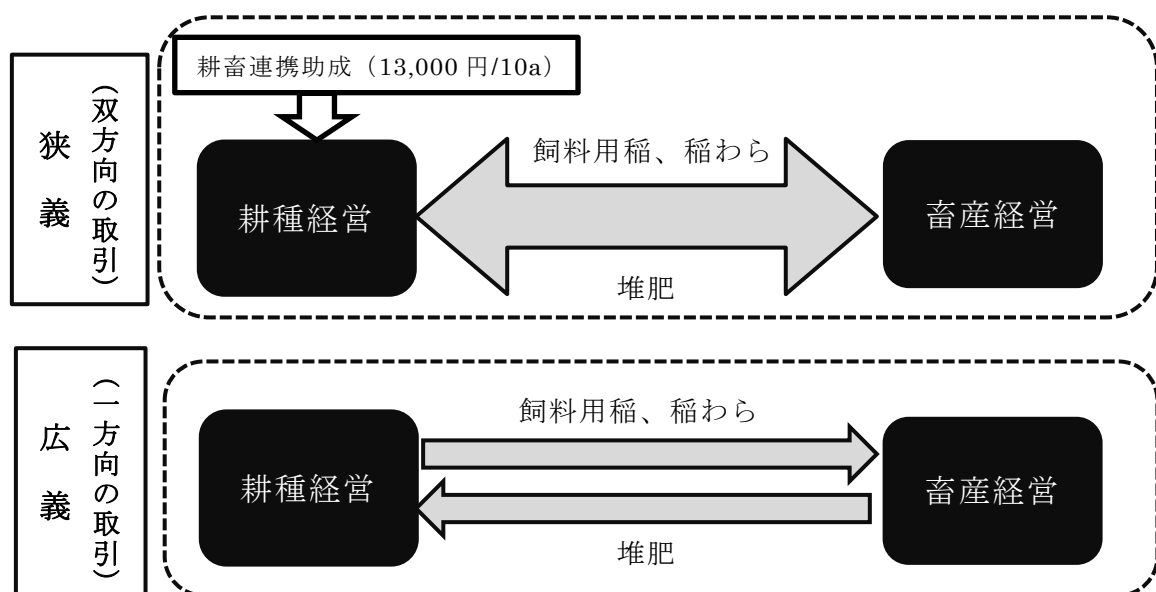 狭義
（双方向の取引）
耕畜連携助成（13,000 円/10a）
耕種経営
飼料用稲、稲わら
堆肥
畜産経営
広義
（一方向の取引）
耕種経営
飼料用稲、稲わら
堆肥
畜産経営